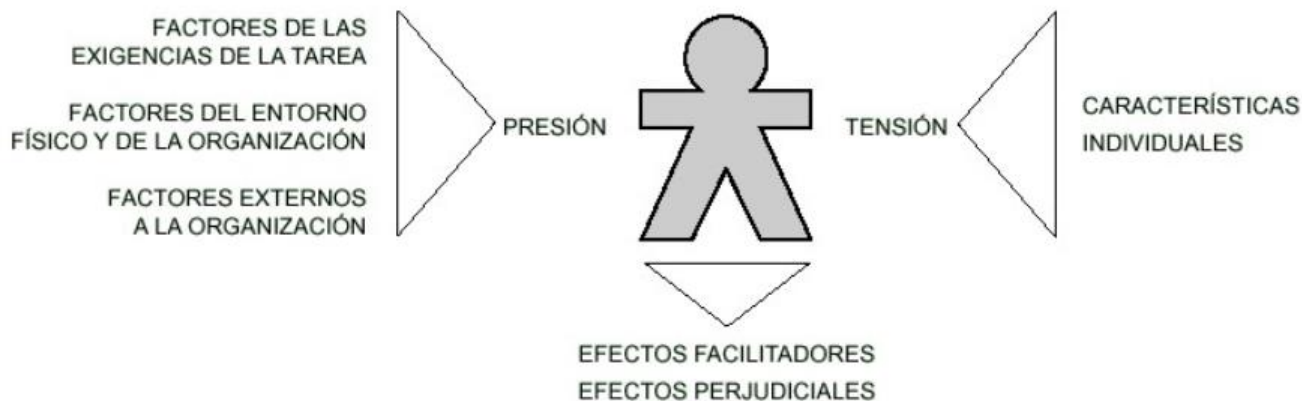 FACTORES DE LAS
EXIGENCIAS DE LA TAREA
FACTORES DEL ENTORNO
FÍSICO Y DE LA ORGANIZACIÓN
FACTORES EXTERNOS
A LA ORGANIZACIÓN
PRESIÓN
TENSIÓN
CARACTERÍSTICAS
INDIVIDUALES
EFECTOS FACILITADORES
EFECTOS PERJUDICIALES